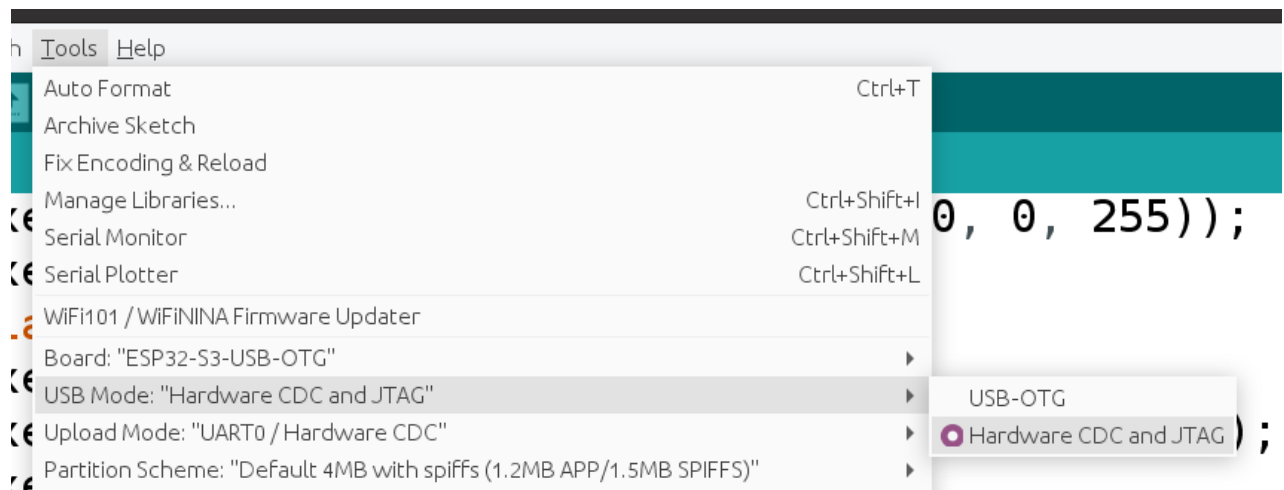 h Tools Help
Auto Format Ctrl+T
Archive Sketch
Fix Encoding & Reload
Manage Libraries... Ctrl+Shift+I
0, 0, 255));
Serial Monitor Ctrl+Shift+M
Serial Plotter Ctrl+Shift+L
WiFi101 / WiFiNINA Firmware Updater
Board: "ESP32-S3-USB-OTG"
USB Mode: "Hardware CDC and JTAG"
USB-OTG
Upload Mode: "UART0 / Hardware CDC"
Hardware CDC and JTAG );
Partition Scheme: "Default 4MB with spiffs (1.2MB APP/1.5MB SPIFFS)"